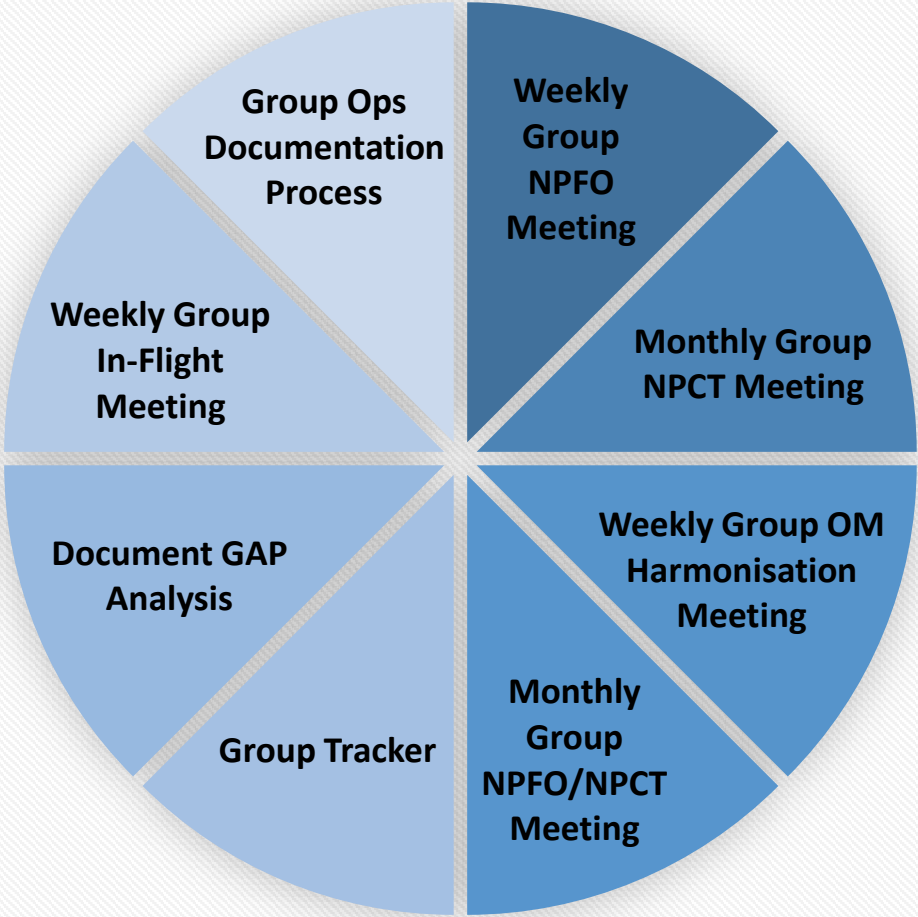 Weekly
Group
NPFO
Meeting
Monthly Group
NPCT Meeting
Weekly Group OM
Harmonisation
Meeting
Monthly
Group
NPFO/NPCT
Meeting
Group Tracker
Document GAP
Analysis
Weekly Group
In-Flight
Meeting
Group Ops
Documentation
Process